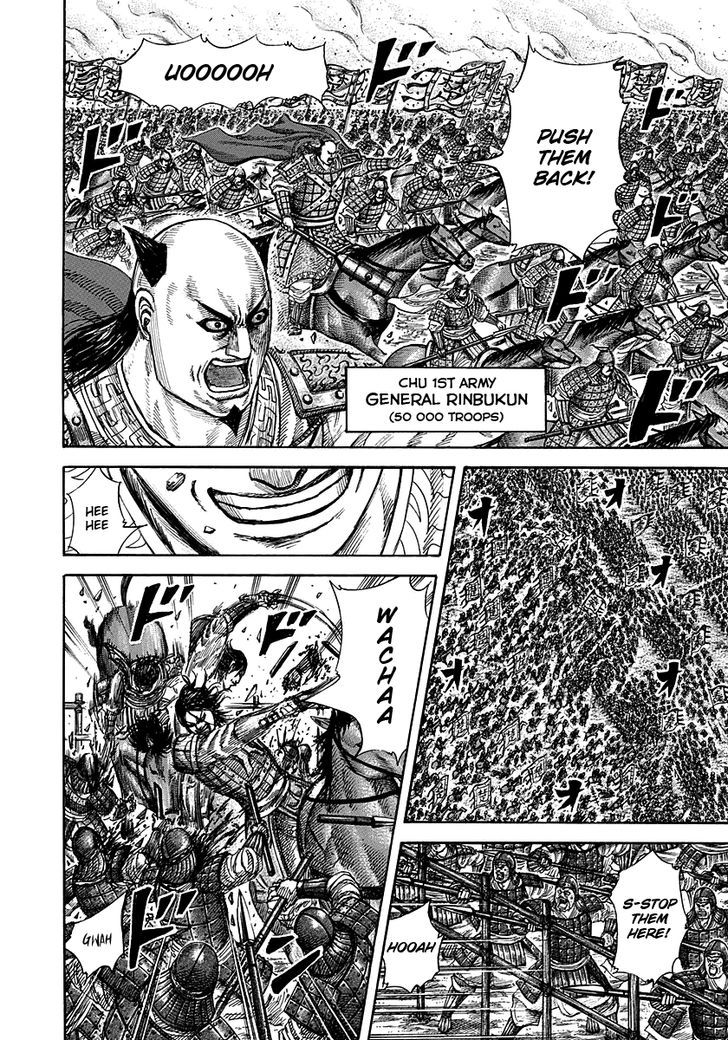 PUSH
THEM
BACK!
UOOOOOH
ドドドドド
CHU 1ST ARMY
GENERAL RINBUKUN
(50 000 TROOPS)
オオオオ
S-STOP
THEM
HERE!
HOOAH
HEE
HEE
WACHAA
ドドドン
GWAH